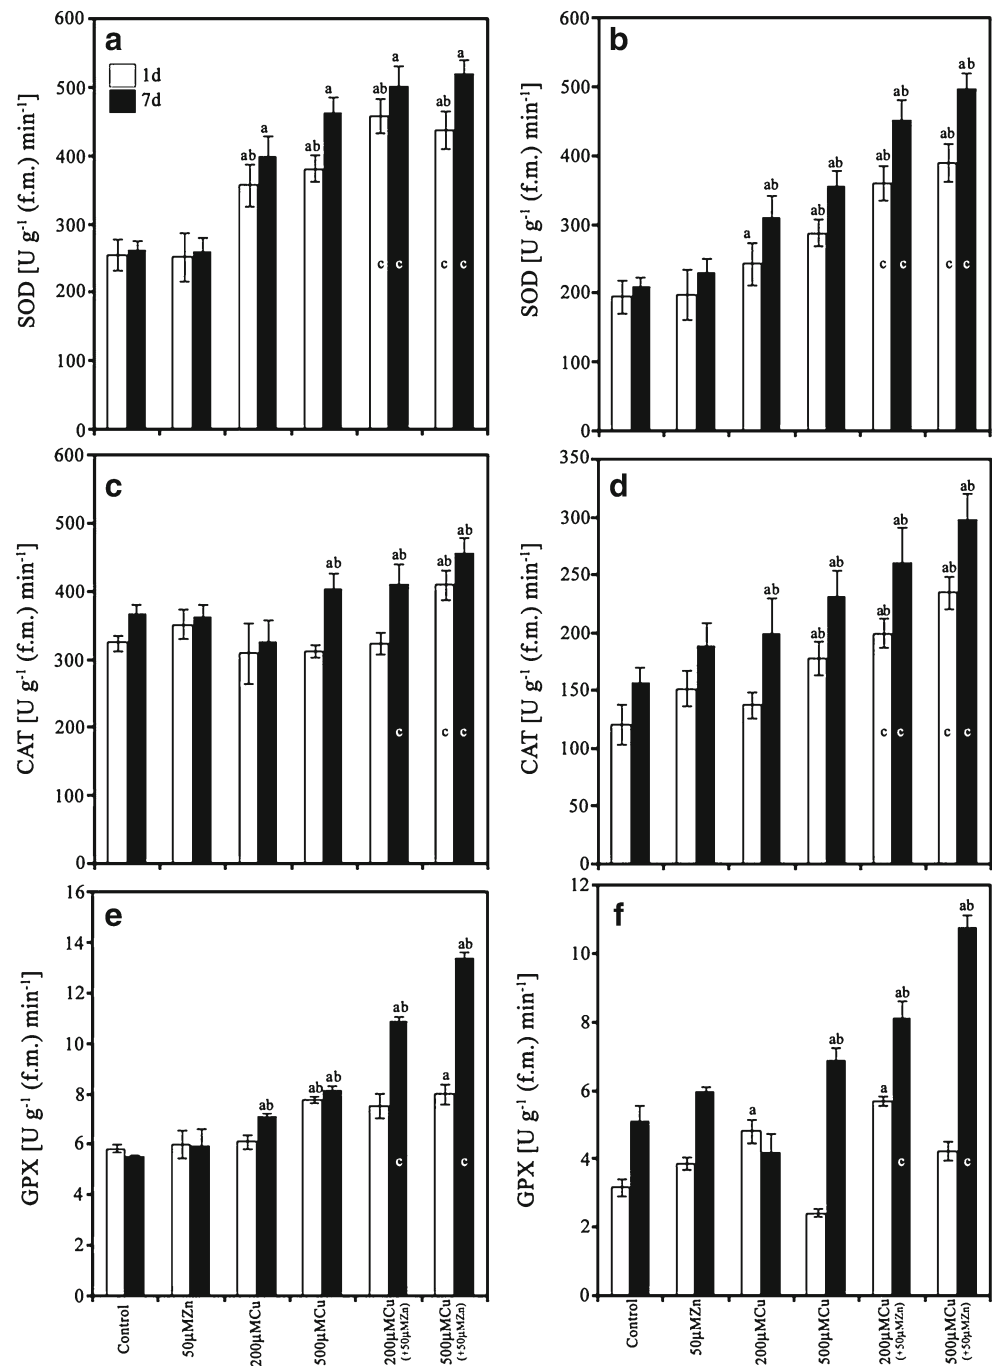 a
1d
7d
SOD [U g⁻¹ (f.m.) min⁻¹]
600
500
400
300
200
100
0
ab a ab a ab a ab a
c c c c
b
SOD [U g⁻¹ (f.m.) min⁻¹]
600
500
400
300
200
100
0
a ab ab ab ab ab ab ab
c c c c
c
CAT [U g⁻¹ (f.m.) min⁻¹]
600
500
400
300
200
100
0
ab ab ab ab
c c c
d
CAT [U g⁻¹ (f.m.) min⁻¹]
350
300
250
200
150
100
50
0
ab ab ab ab ab ab ab
c c c c
e
GPX [U g⁻¹ (f.m.) min⁻¹]
16
14
12
10
8
6
4
2
0
ab ab ab ab a ab
c c
Control
50µMZn
200µMCu
500µMCu
200µMCu
(+50µMZn)
500µMCu
(+50µMZn)
f
GPX [U g⁻¹ (f.m.) min⁻¹]
12
10
8
6
4
2
0
a ab a ab ab
c c
Control
50µMZn
200µMCu
500µMCu
200µMCu
(+50µMZn)
500µMCu
(+50µMZn)